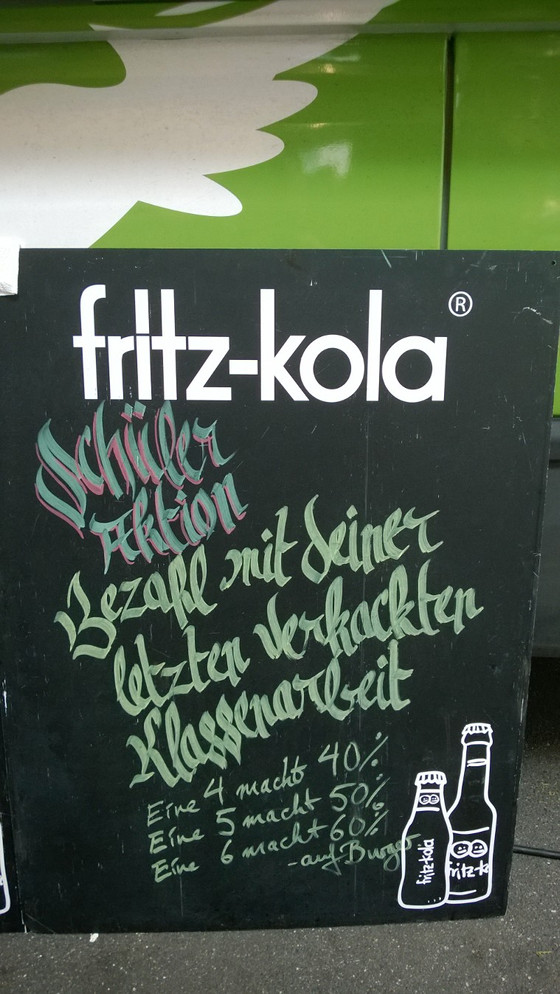 fritz-kola®
Schüler
Aktion
Bezahl mit deiner
letzten verkackten
Klassenarbeit
Eine 4 macht 40%
Eine 5 macht 50%
Eine 6 macht 60%
-auf Burger
fritz-kola
fritz-k